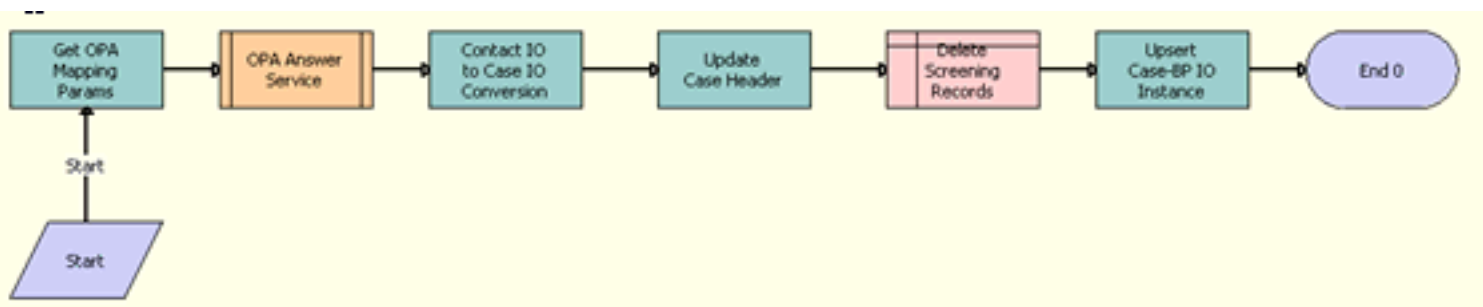 Get OPA
Mapping
Params
OPA Answer
Service
Contact IO
to Case IO
Conversion
Update
Case Header
Delete
Screening
Records
Upsert
Case-BP IO
Instance
End 0
Start
Start